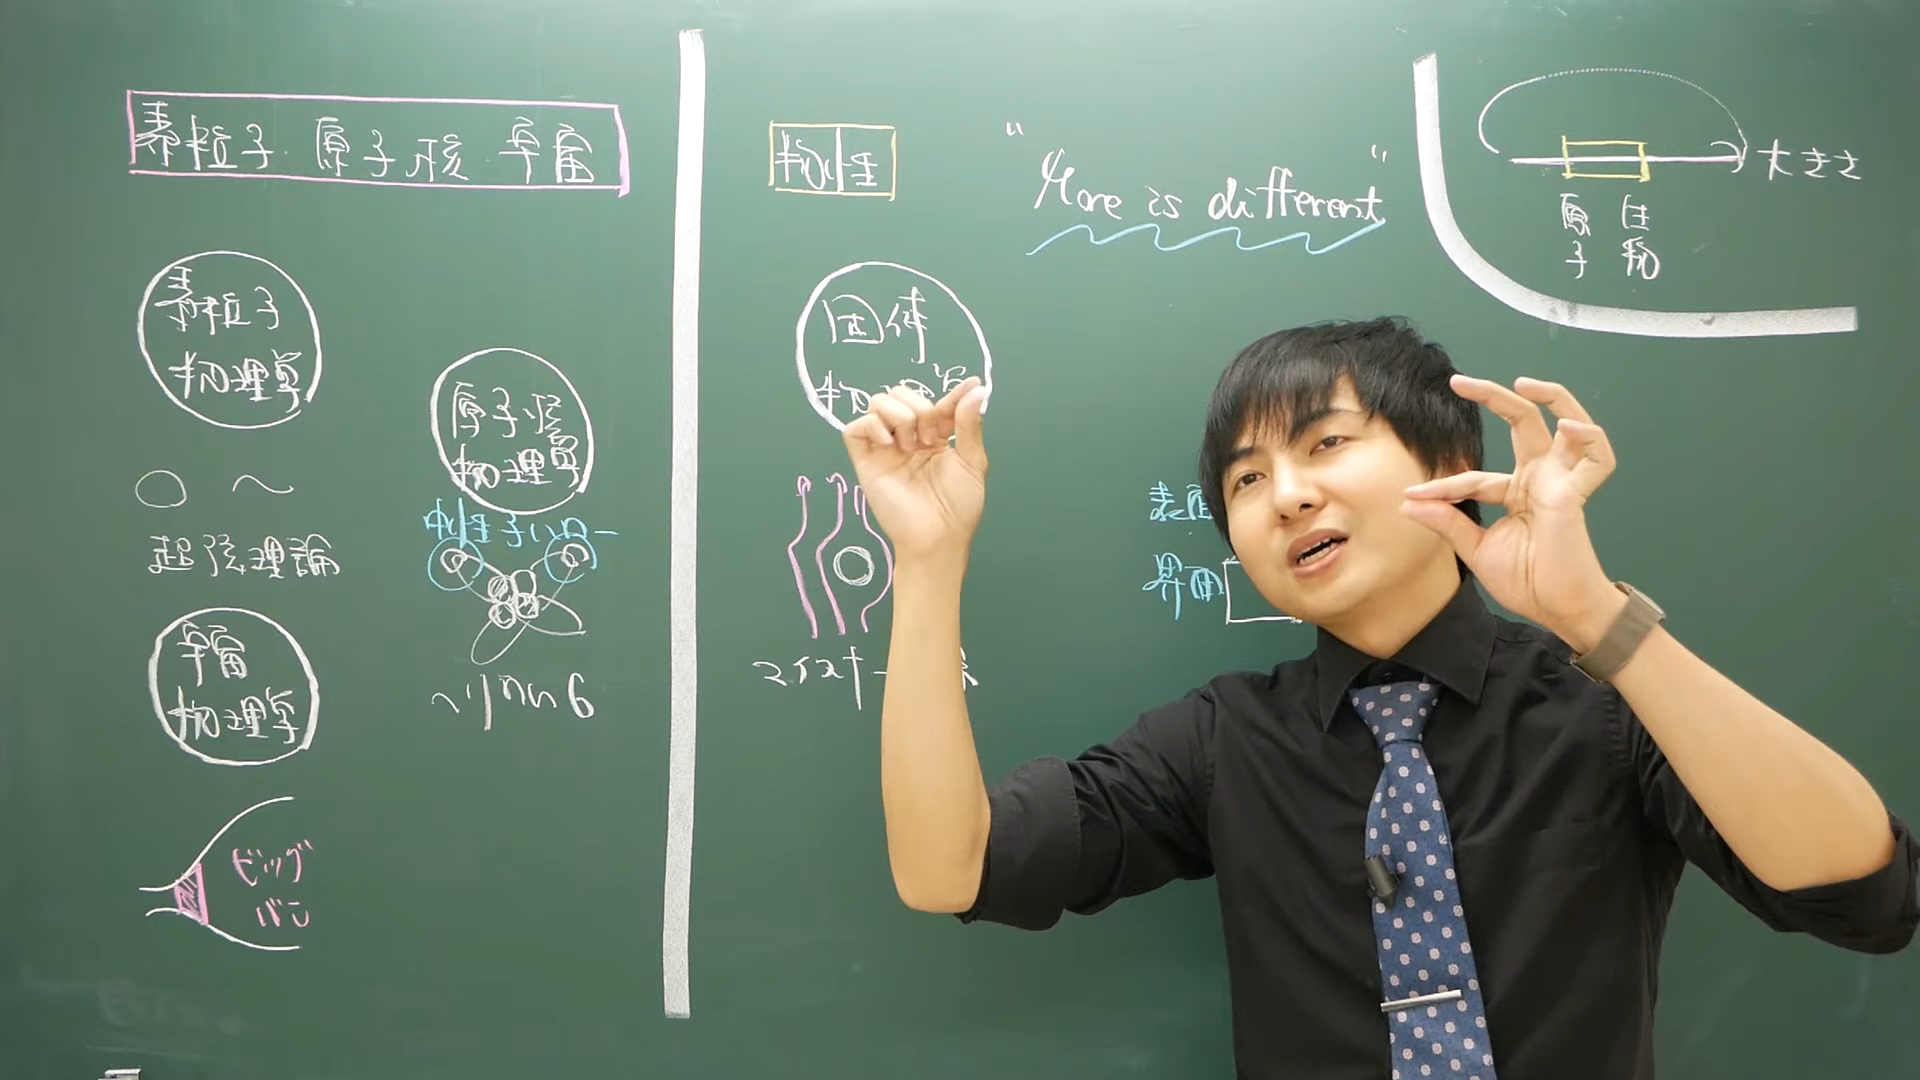 素粒子・原子核・宇宙
素粒子
物理学
超弦理論
宇宙
物理学
ビッグ
バン
原子核
物理学
中性子ハロー
ヘリウム6
物性
"More is different"
固体
物理学
表面
界面
大きさ
原子
生物